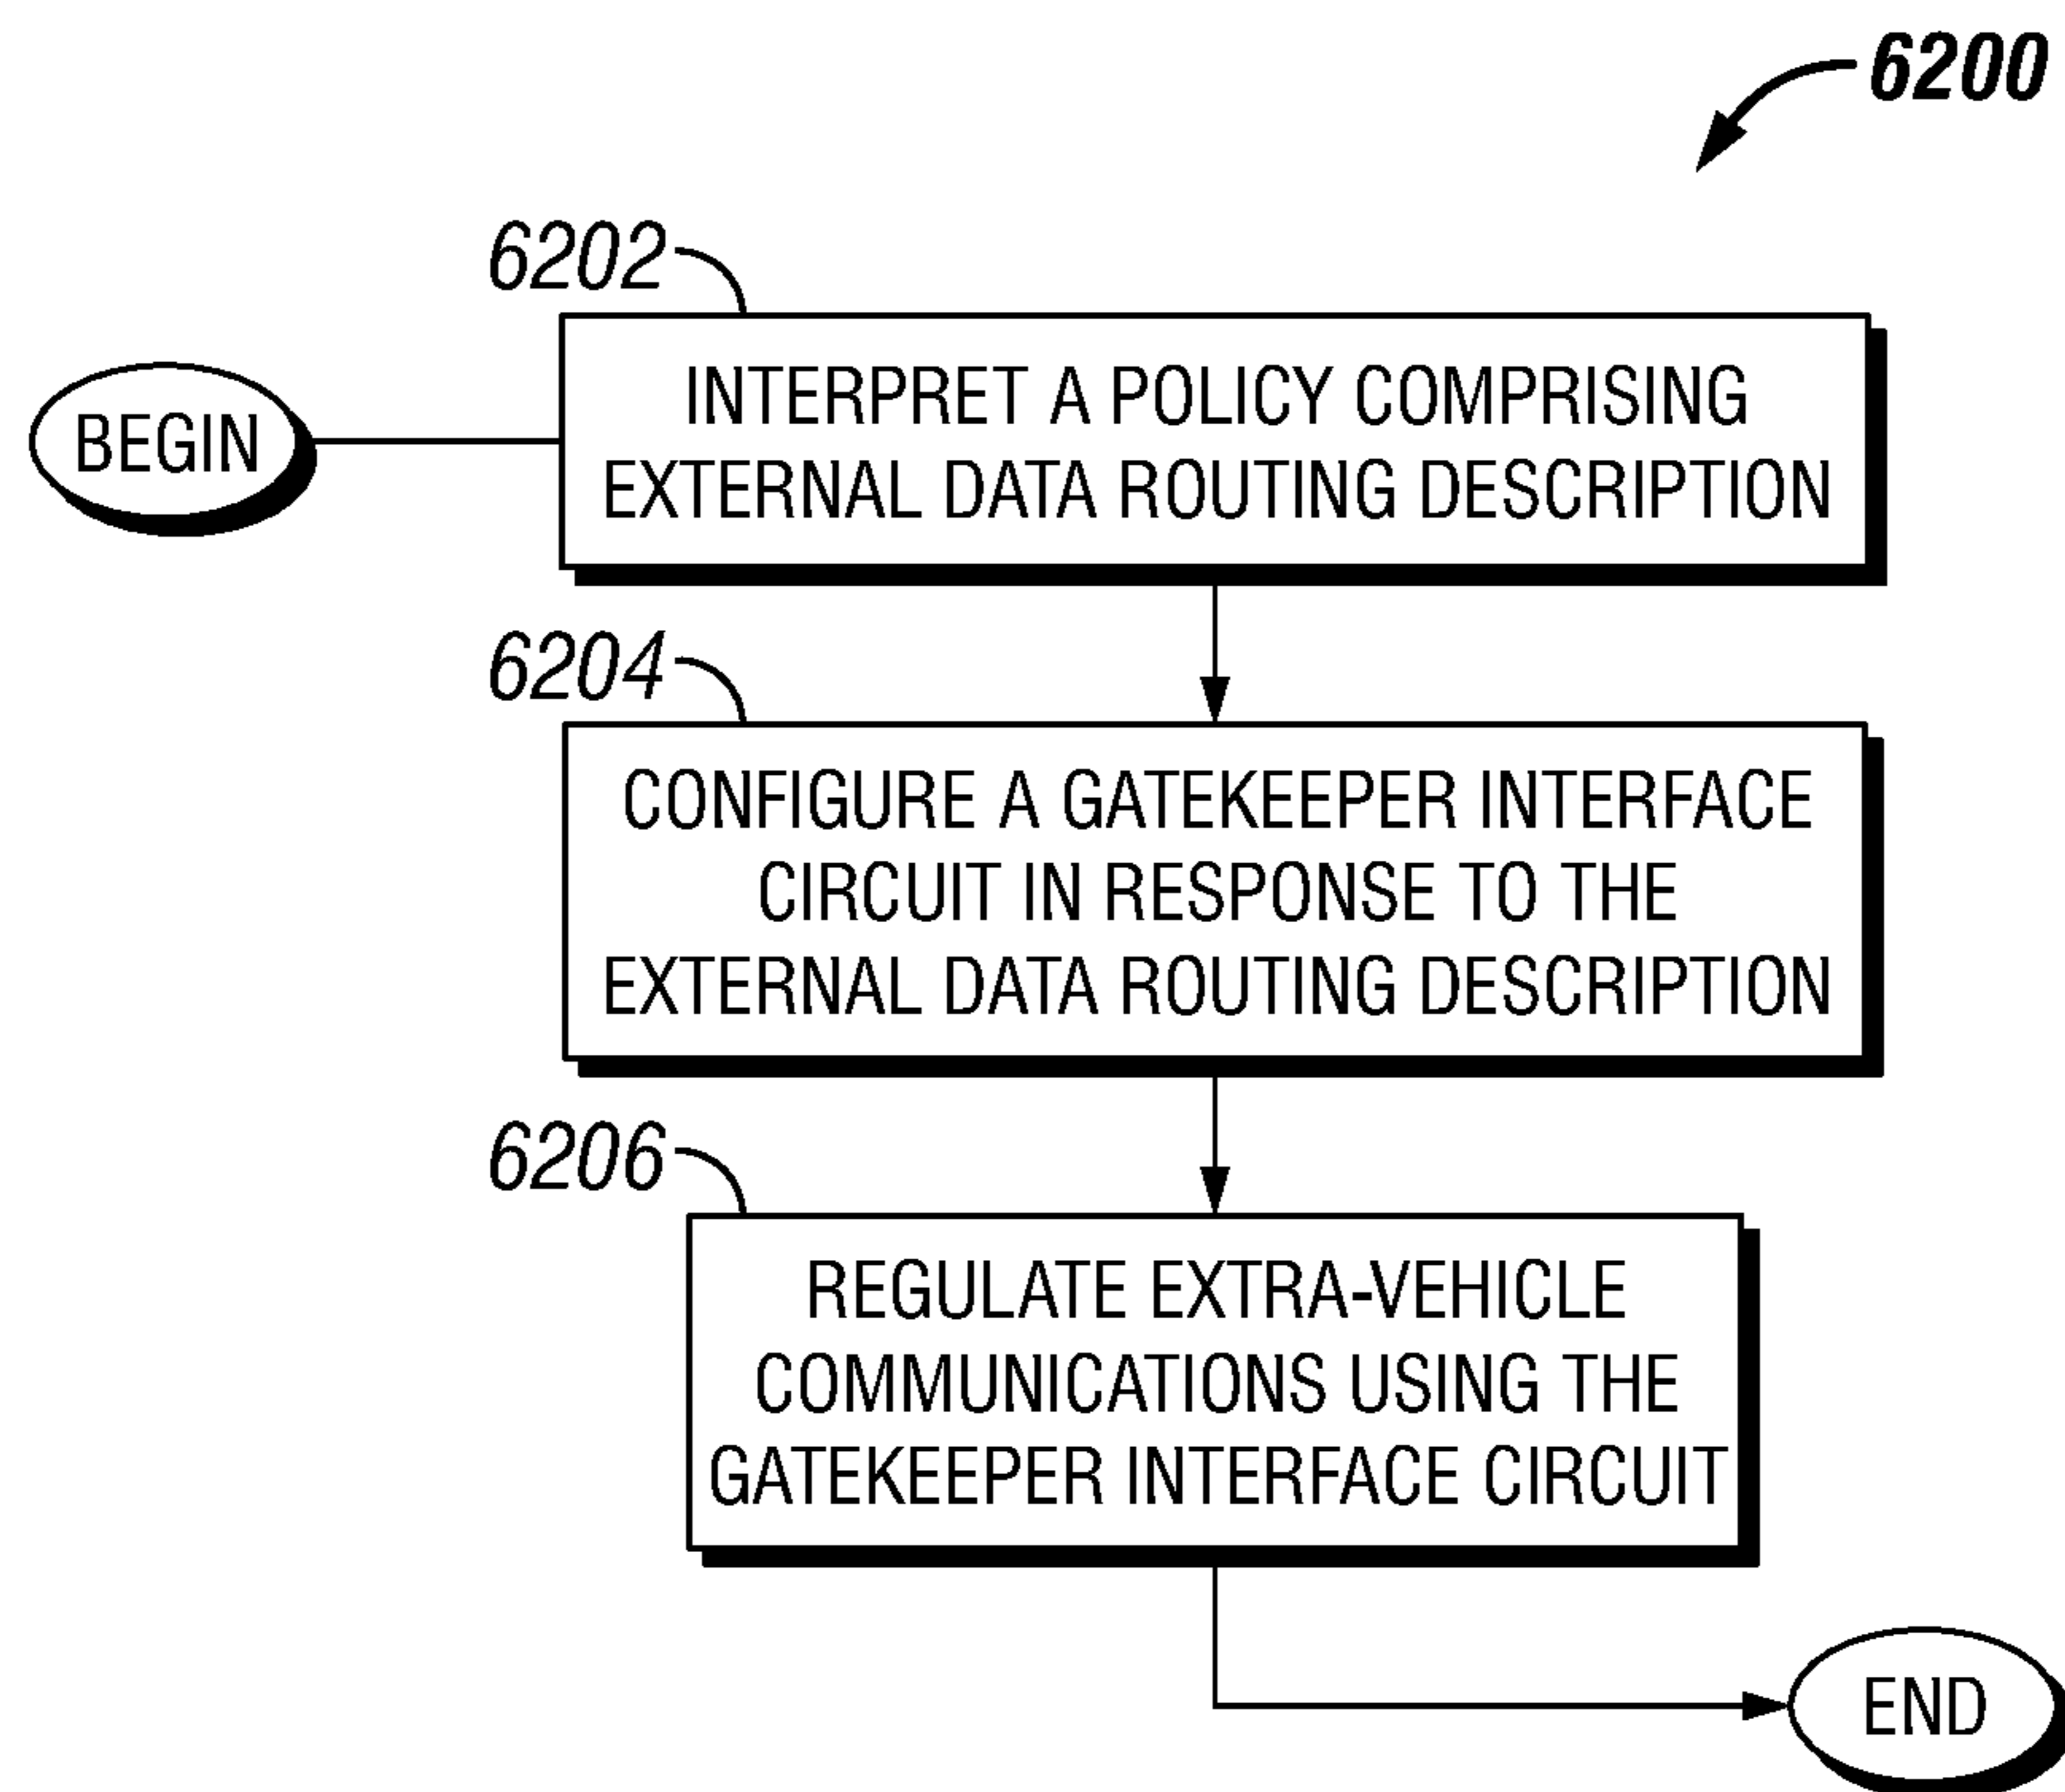 6200
6202
BEGIN
INTERPRET A POLICY COMPRISING
EXTERNAL DATA ROUTING DESCRIPTION
6204
CONFIGURE A GATEKEEPER INTERFACE
CIRCUIT IN RESPONSE TO THE
EXTERNAL DATA ROUTING DESCRIPTION
6206
REGULATE EXTRA-VEHICLE
COMMUNICATIONS USING THE
GATEKEEPER INTERFACE CIRCUIT
END